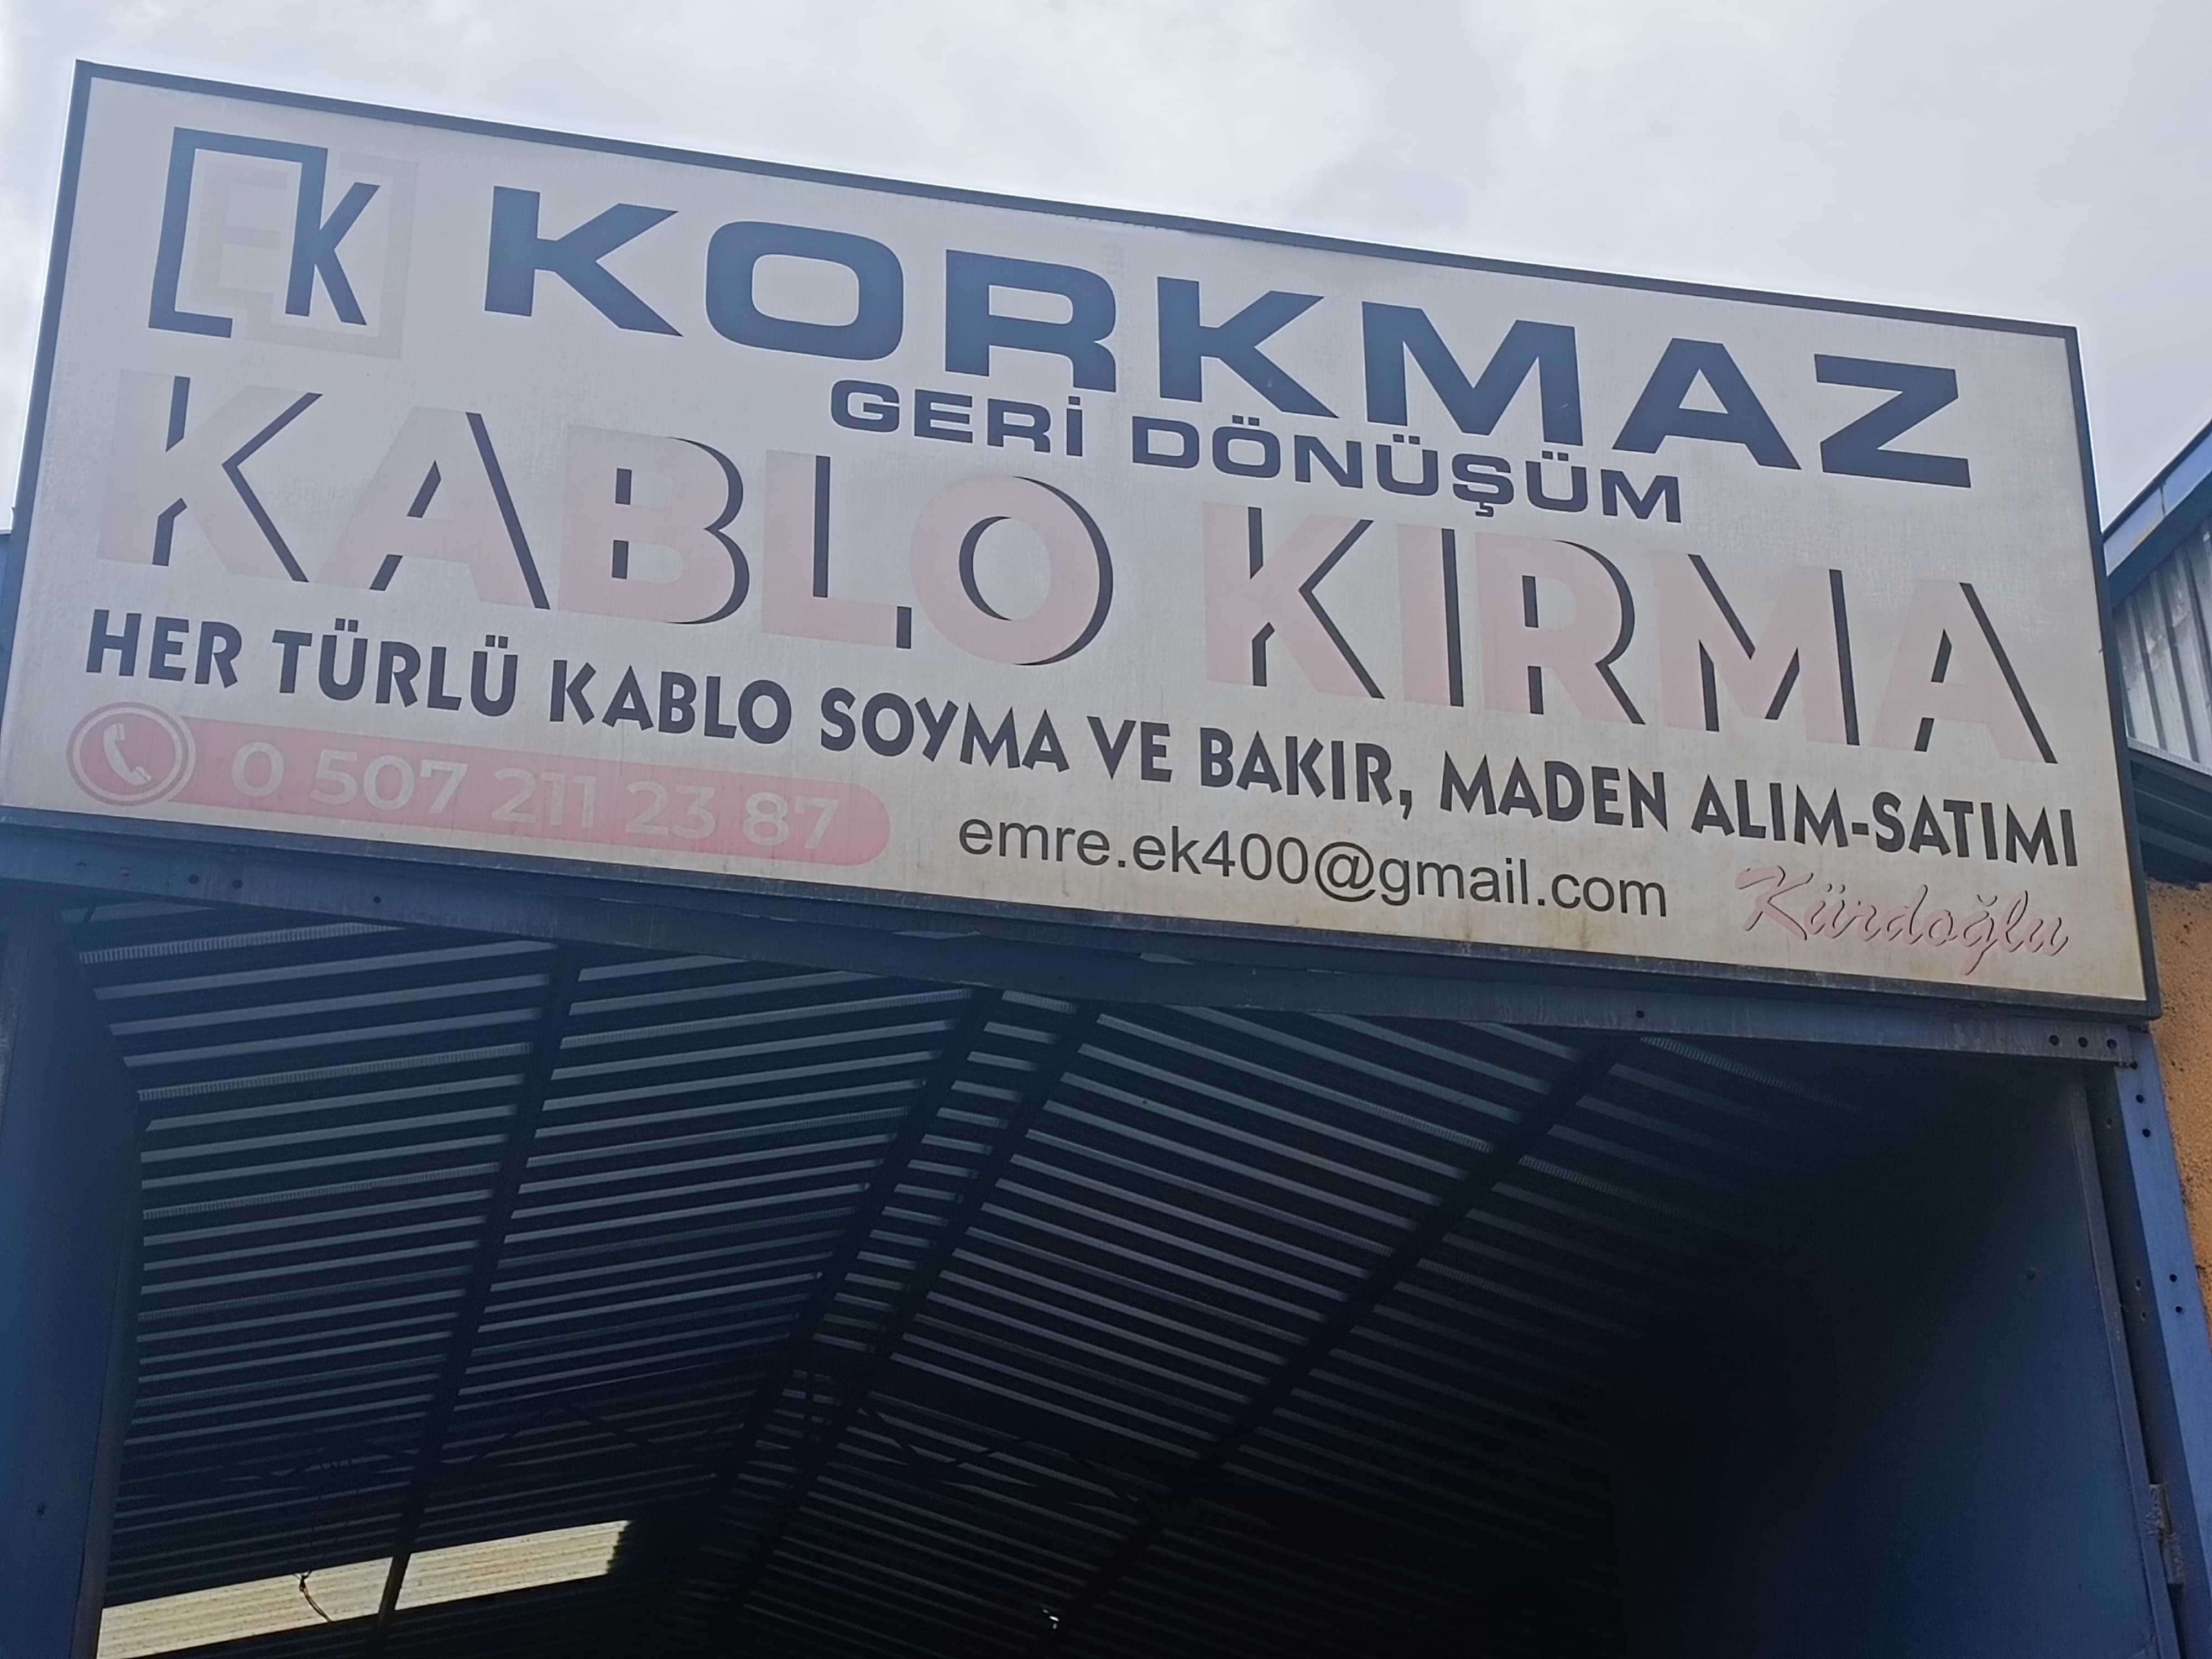 EK KORKMAZ
GERİ DÖNÜŞÜM
KABLO KIRMA
HER TÜRLÜ KABLO SOYMA VE BAKIR, MADEN ALIM-SATIMI
0 507 211 23 87
emre.ek400@gmail.com
Kürdoğlu